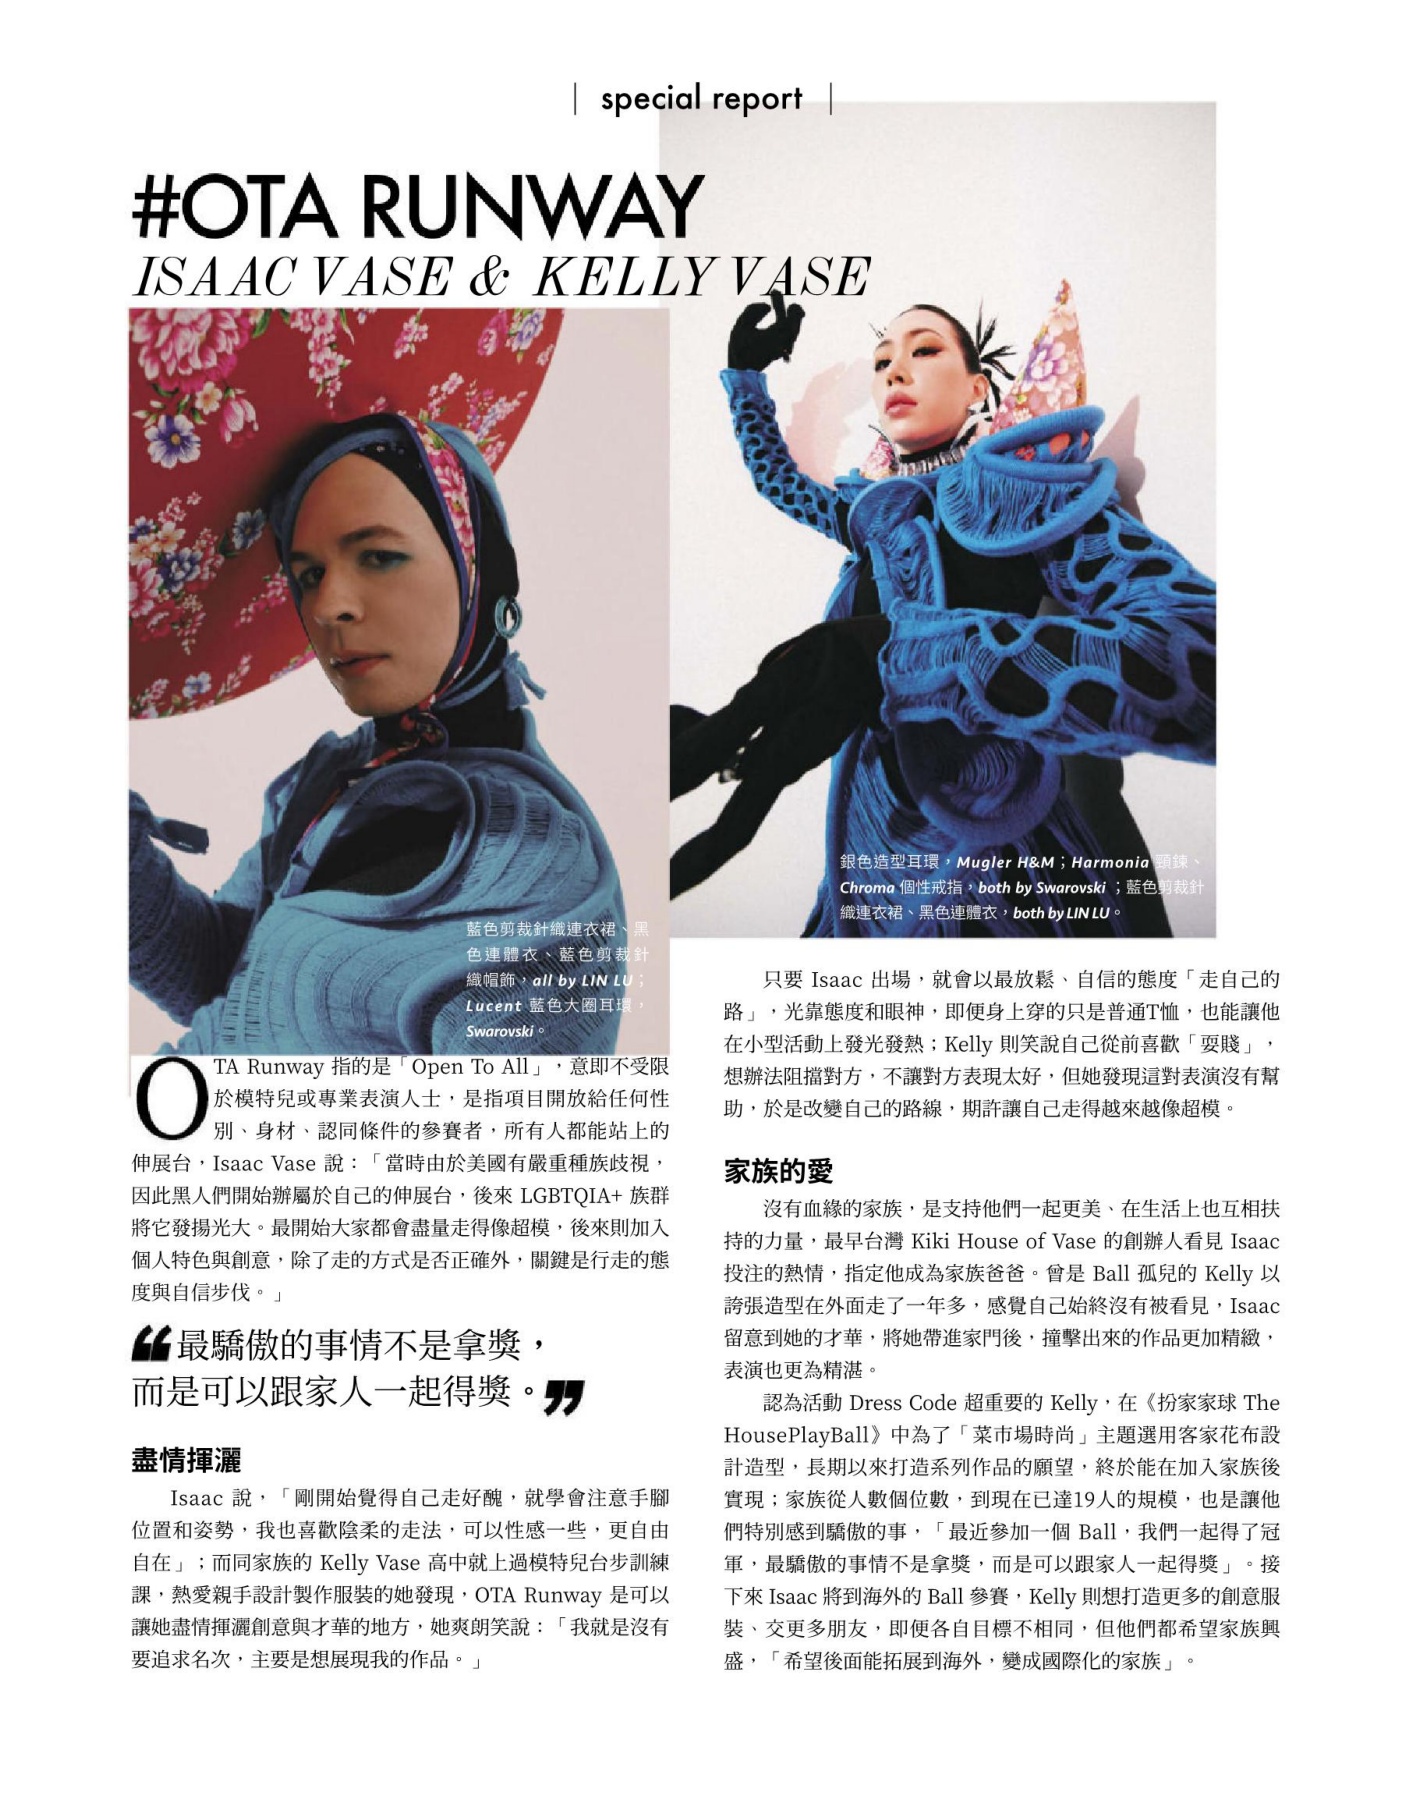 special report
#OTA RUNWAY
ISAAC VASE & KELLY VASE
銀色造型耳環，Mugler H&M；Harmonia 頸鍊、
Chroma 個性戒指，both by Swarovski ；藍色剪裁針
織連衣裙、黑色連體衣，both by LIN LU。
藍色剪裁針織連衣裙、黑
色連體衣、藍色剪裁針
織帽飾，all by LIN LU；
Lucent 藍色大圈耳環，
Swarovski。
OTA Runway 指的是「Open To All」，意即不受限
於模特兒或專業表演人士，是指項目開放給任何性
別、身材、認同條件的參賽者，所有人都能站上的
伸展台，Isaac Vase 說：「當時由於美國有嚴重種族歧視，
因此黑人們開始辦屬於自己的伸展台，後來 LGBTQIA+ 族群
將它發揚光大。最開始大家都會盡量走得像超模，後來則加入
個人特色與創意，除了走的方式是否正確外，關鍵是行走的態
度與自信步伐。」
“最驕傲的事情不是拿獎，
而是可以跟家人一起得獎。”
盡情揮灑
Isaac 說，「剛開始覺得自己走好醜，就學會注意手腳
位置和姿勢，我也喜歡陰柔的走法，可以性感一些，更自由
自在」；而同家族的 Kelly Vase 高中就上過模特兒台步訓練
課，熱愛親手設計製作服裝的她發現，OTA Runway 是可以
讓她盡情揮灑創意與才華的地方，她爽朗笑說：「我就是沒有
要追求名次，主要是想展現我的作品。」
只要 Isaac 出場，就會以最放鬆、自信的態度「走自己的
路」，光靠態度和眼神，即便身上穿的只是普通T恤，也能讓他
在小型活動上發光發熱；Kelly 則笑說自己從前喜歡「耍賤」，
想辦法阻擋對方，不讓對方表現太好，但她發現這對表演沒有幫
助，於是改變自己的路線，期許讓自己走得越來越像超模。
家族的愛
沒有血緣的家族，是支持他們一起更美、在生活上也互相扶
持的力量，最早台灣 Kiki House of Vase 的創辦人看見 Isaac
投注的熱情，指定他成為家族爸爸。曾是 Ball 孤兒的 Kelly 以
誇張造型在外面走了一年多，感覺自己始終沒有被看見，Isaac
留意到她的才華，將她帶進家門後，撞擊出來的作品更加精緻，
表演也更為精湛。
認為活動 Dress Code 超重要的 Kelly，在《扮家家球 The
HousePlayBall》中為了「菜市場時尚」主題選用客家花布設
計造型，長期以來打造系列作品的願望，終於能在加入家族後
實現；家族從人數個位數，到現在已達19人的規模，也是讓他
們特別感到驕傲的事，「最近參加一個 Ball，我們一起得了冠
軍，最驕傲的事情不是拿獎，而是可以跟家人一起得獎」。接
下來 Isaac 將到海外的 Ball 參賽，Kelly 則想打造更多的創意服
裝、交更多朋友，即便各自目標不相同，但他們都希望家族興
盛，「希望後面能拓展到海外，變成國際化的家族」。